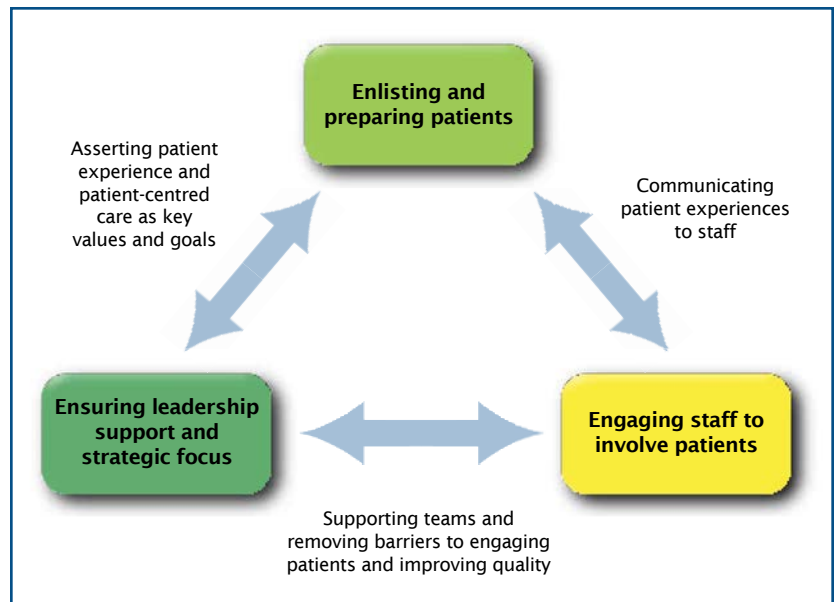 Enlisting and
preparing patients
Asserting patient
experience and
patient-centred
care as key
values and goals
Communicating
patient experiences
to staff
Ensuring leadership
support and
strategic focus
Engaging staff to
involve patients
Supporting teams and
removing barriers to engaging
patients and improving quality